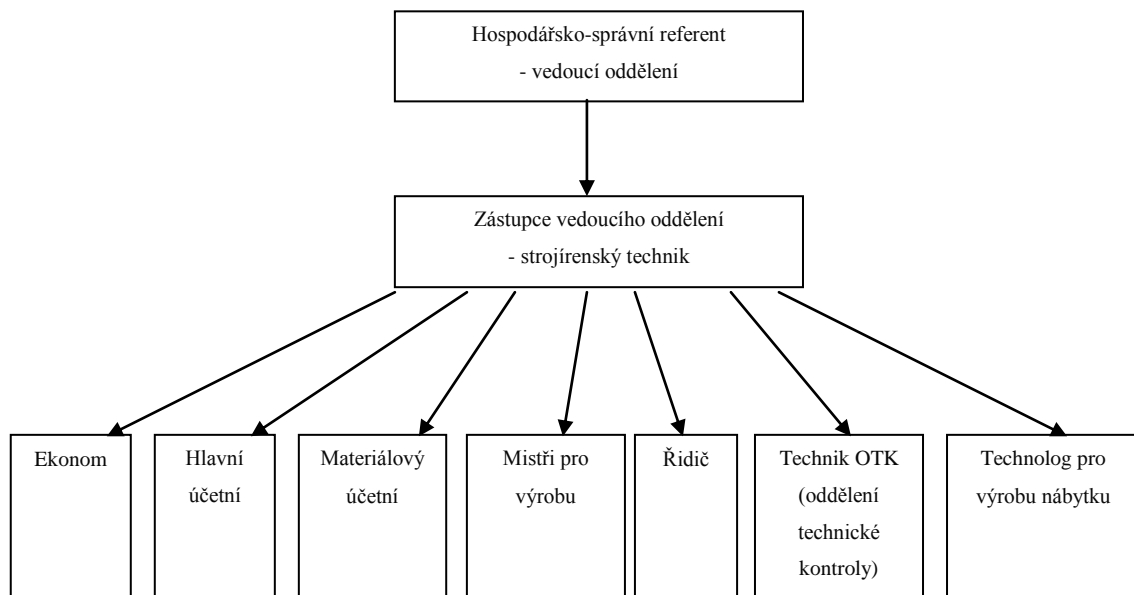 Hospodářsko-správní referent
- vedoucí oddělení
Zástupce vedoucího oddělení
- strojírenský technik
Ekonom
Hlavní
účetní
Materiálový
účetní
Mistři pro
výrobu
Řidič
Technik OTK
(oddělení
technické
kontroly)
Technolog pro
výrobu nábytku